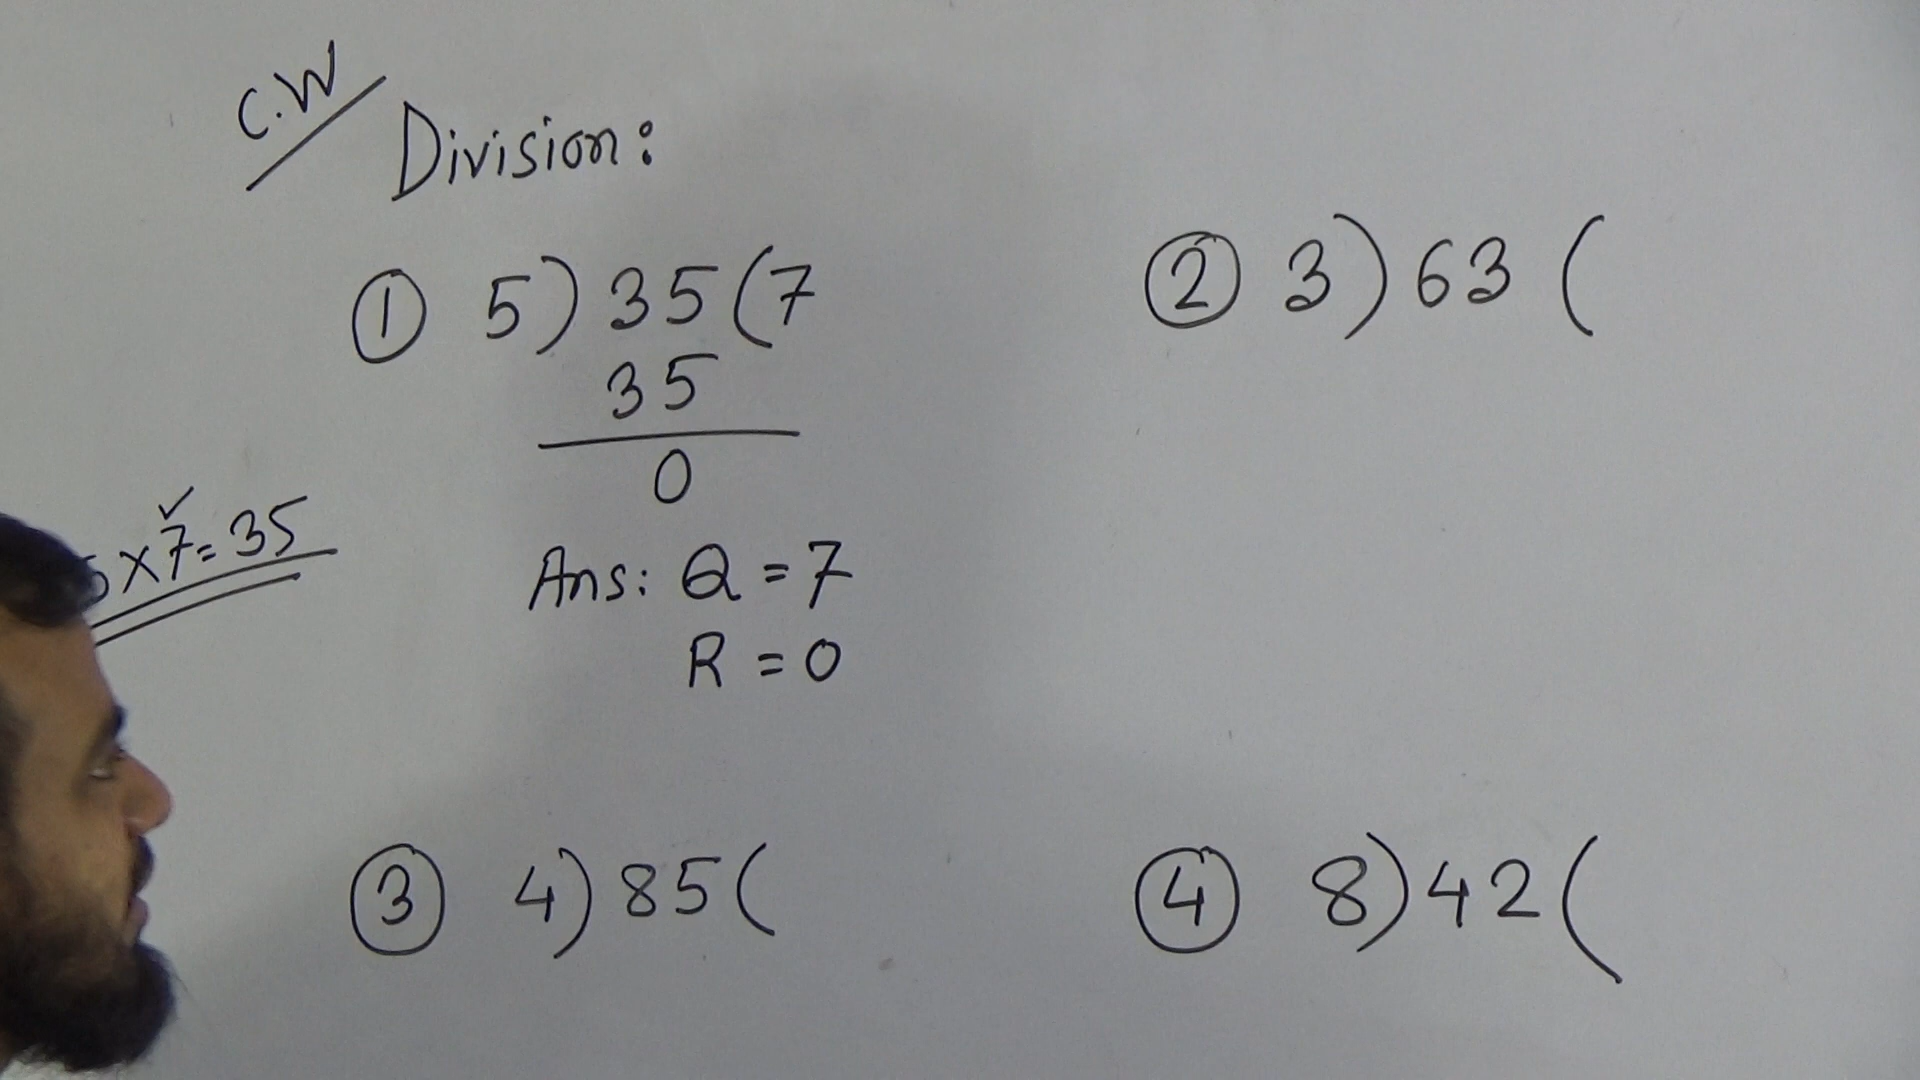 C.W
Division:
① 5)35(7
35
0
5×7=35
Ans: Q=7
R=0
② 3)63(
③ 4)85(
④ 8)42(